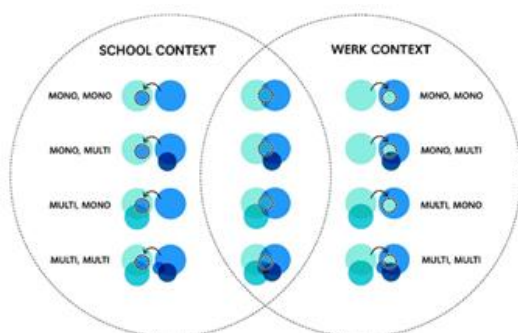 SCHOOL CONTEXT
WERK CONTEXT
MONO, MONO
MONO, MONO
MONO, MULTI
MONO, MULTI
MULTI, MONO
MULTI, MONO
MULTI, MULTI
MULTI, MULTI